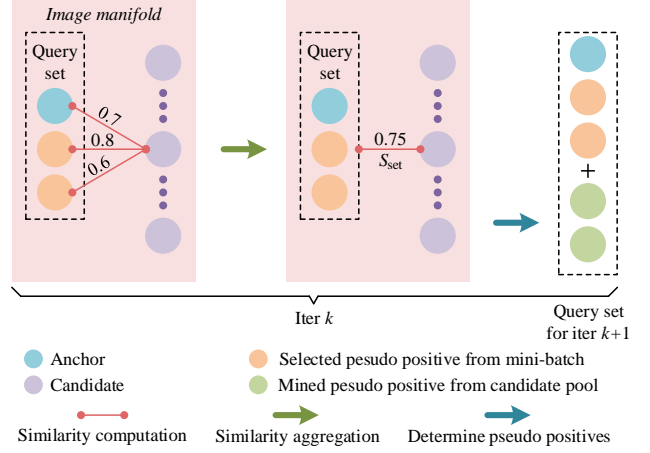 Image manifold
Query
set
0.7
0.8
0.6
Query
set
0.75
S_set
+
Iter k
Query set
for iter k+1
Anchor
Selected pesudo positive from mini-batch
Candidate
Mined pesudo positive from candidate pool
Similarity computation
Similarity aggregation
Determine pseudo positives